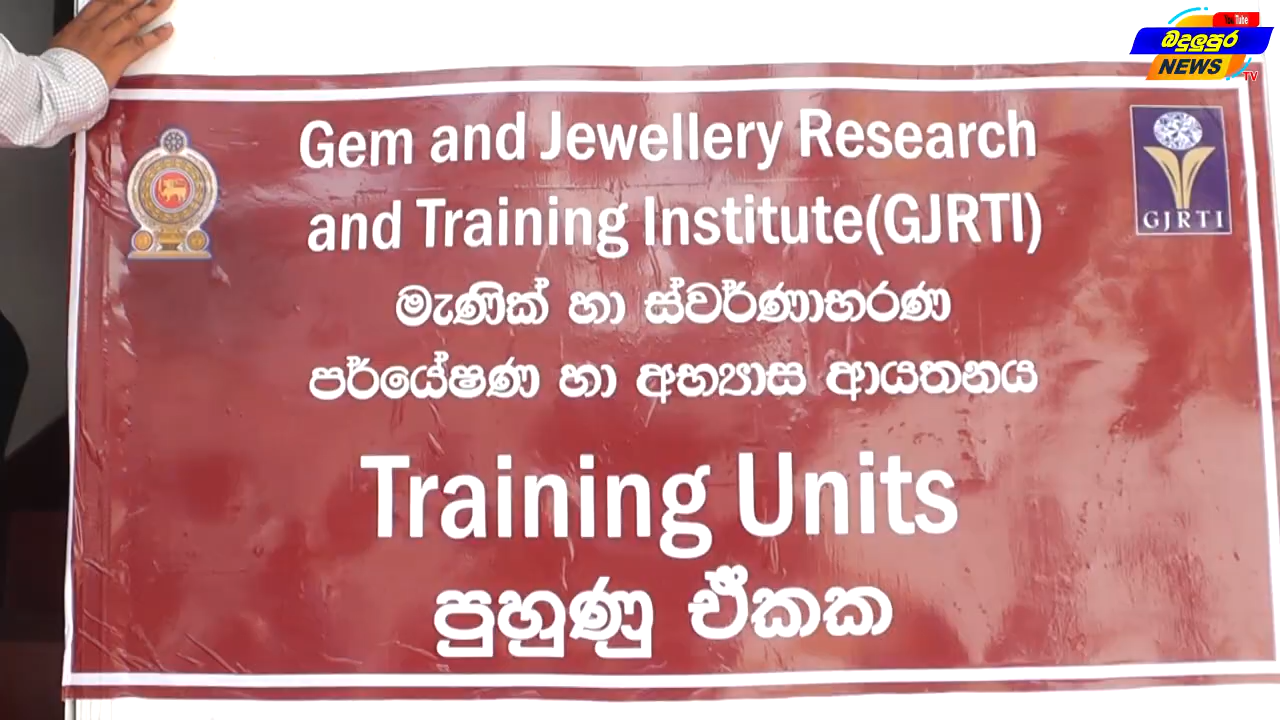 YouTube
බදුලුපුර
NEWS
TV
Gem and Jewellery Research
and Training Institute(GJRTI)
GJRTI
මැණික් හා ස්වර්ණාභරණ
පර්යේෂණ හා අභ්‍යාස ආයතනය
Training Units
පුහුණු ඒකක